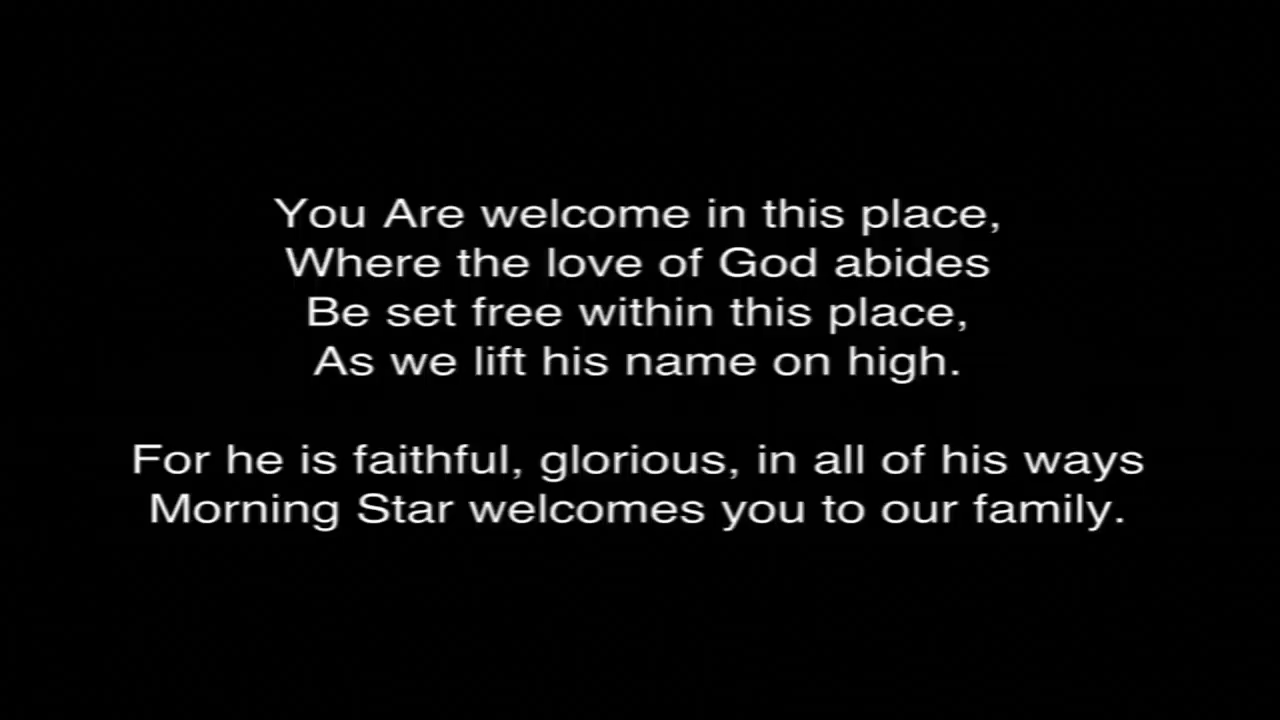 You Are welcome in this place,
Where the love of God abides
Be set free within this place,
As we lift his name on high.
For he is faithful, glorious, in all of his ways
Morning Star welcomes you to our family.